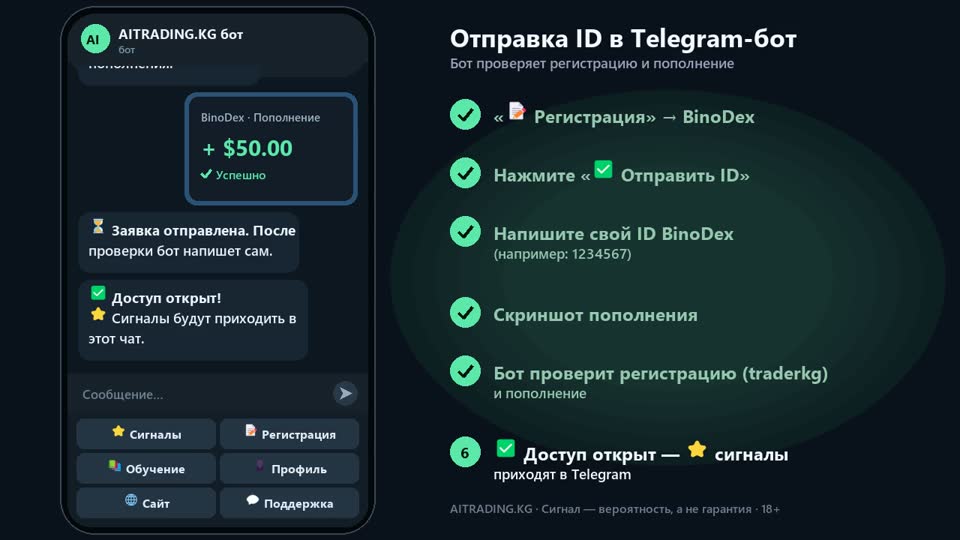 AI
AITRADING.KG бот
бот
пополнения.
BinoDex · Пополнение
+ $50.00
Успешно
Заявка отправлена. После
проверки бот напишет сам.
Доступ открыт!
Сигналы будут приходить в
этот чат.
Сообщение...
Сигналы
Регистрация
Обучение
Профиль
Сайт
Поддержка
Отправка ID в Telegram-бот
Бот проверяет регистрацию и пополнение
«📝 Регистрация» → BinoDex
Нажмите «✅ Отправить ID»
Напишите свой ID BinoDex
(например: 1234567)
Скриншот пополнения
Бот проверит регистрацию (traderkg)
и пополнение
6 ✅ Доступ открыт — ⭐ сигналы
приходят в Telegram
AITRADING.KG · Сигнал — вероятность, а не гарантия · 18+